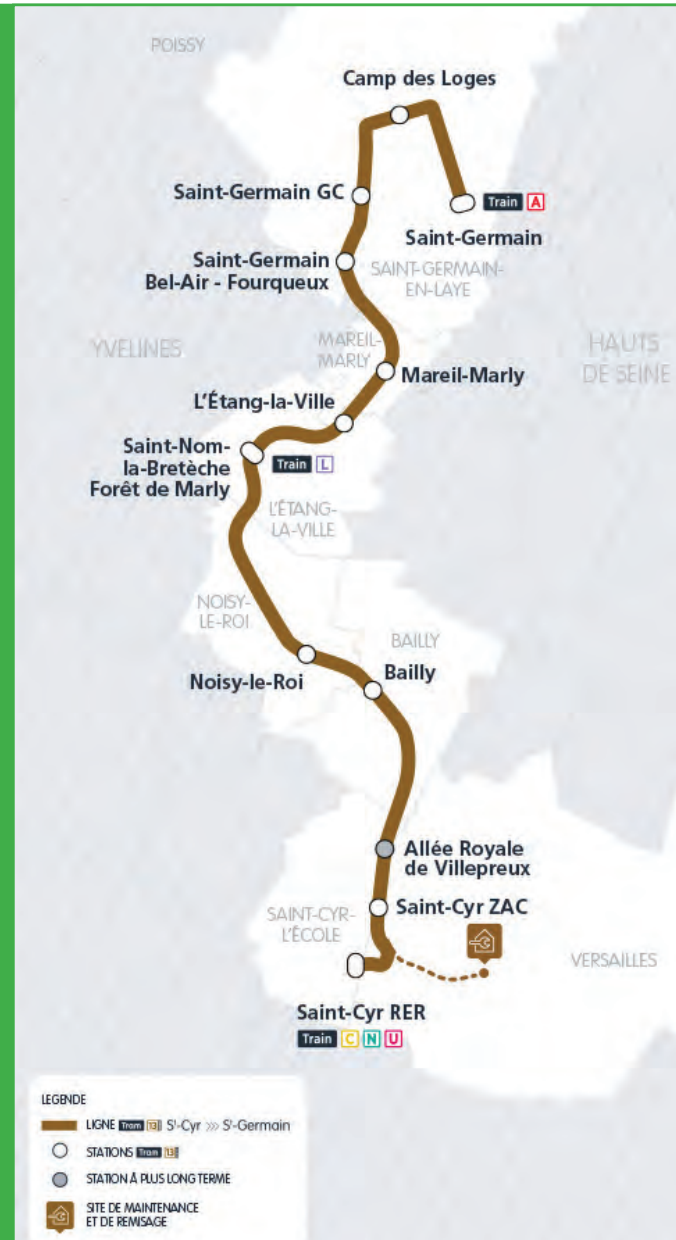 POISSY
Camp des Loges
Saint-Germain GC
Train A
Saint-Germain
Saint-Germain
Bel-Air - Fourqueux
SAINT-GERMAIN-
EN-LAYE
YVELINES
MAREIL-
MARLY
HAUTS
DE SEINE
Mareil-Marly
L'Étang-la-Ville
Saint-Nom-
la-Bretèche
Forêt de Marly
Train L
L'ÉTANG-
LA-VILLE
NOISY-
LE-ROI
BAILLY
Noisy-le-Roi
Bailly
Allée Royale
de Villepreux
Saint-Cyr ZAC
SAINT-CYR-
L'ÉCOLE
VERSAILLES
Saint-Cyr RER
Train C N U
LEGENDE
LIGNE Tram 13 St-Cyr >>> St-Germain
STATIONS Tram 13
STATION À PLUS LONG TERME
SITE DE MAINTENANCE
ET DE REMISAGE